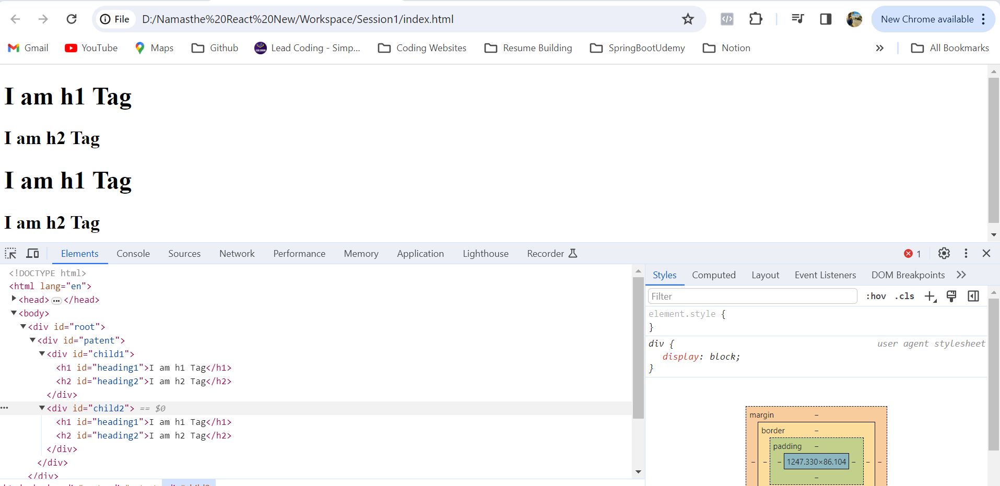 File D:/Namasthe%20React%20New/Workspace/Session1/index.html New Chrome available
Gmail YouTube Maps Github Lead Coding - Simp... Coding Websites Resume Building SpringBootUdemy Notion » All Bookmarks
I am h1 Tag
I am h2 Tag
I am h1 Tag
I am h2 Tag
Elements Console Sources Network Performance Memory Application Lighthouse Recorder 1
<!DOCTYPE html>
<html lang="en">
<head>…</head>
<body>
<div id="root">
<div id="patent">
<div id="child1">
<h1 id="heading1">I am h1 Tag</h1>
<h2 id="heading2">I am h2 Tag</h2>
</div>
<div id="child2"> == $0
<h1 id="heading1">I am h1 Tag</h1>
<h2 id="heading2">I am h2 Tag</h2>
</div>
</div>
</div>
Styles Computed Layout Event Listeners DOM Breakpoints »
Filter :hov .cls
element.style {
}
div { user agent stylesheet
display: block;
}
margin –
border –
padding –
– – – 1247.330×86.104 – – –
–